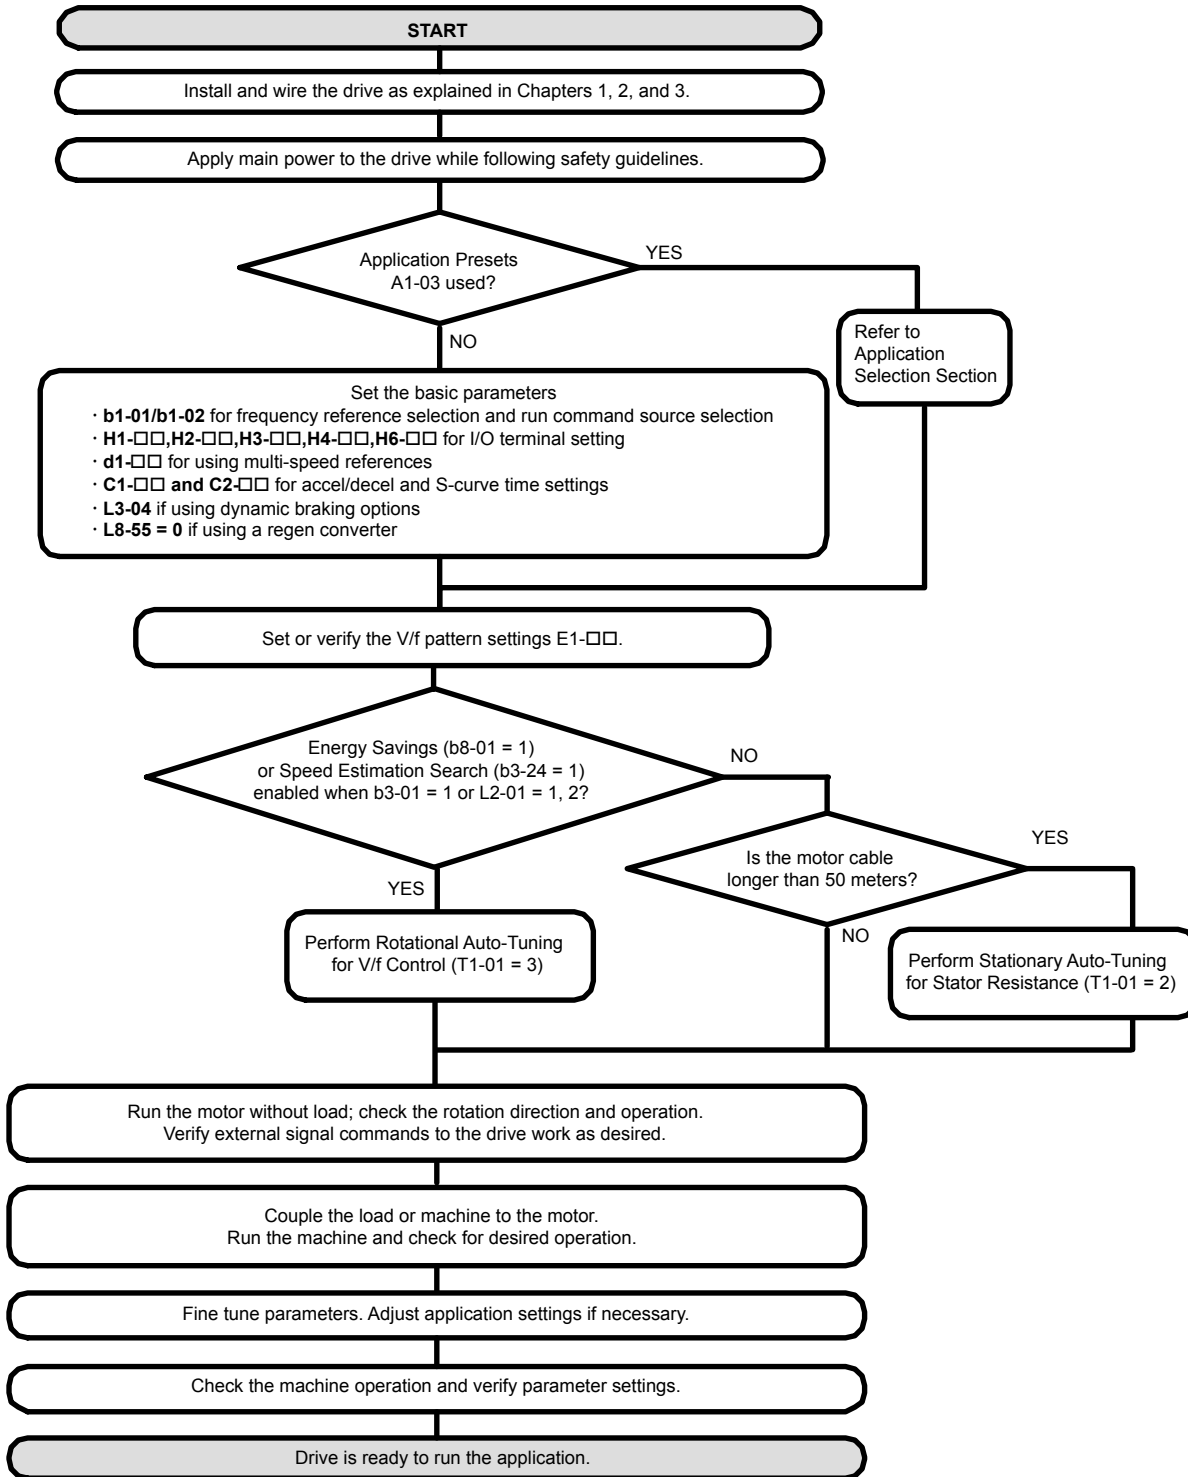 START
Install and wire the drive as explained in Chapters 1, 2, and 3.
Apply main power to the drive while following safety guidelines.
Application Presets
A1-03 used?
YES
NO
Refer to
Application
Selection Section
Set the basic parameters
· b1-01/b1-02 for frequency reference selection and run command source selection
· H1-□□,H2-□□,H3-□□,H4-□□,H6-□□ for I/O terminal setting
· d1-□□ for using multi-speed references
· C1-□□ and C2-□□ for accel/decel and S-curve time settings
· L3-04 if using dynamic braking options
· L8-55 = 0 if using a regen converter
Set or verify the V/f pattern settings E1-□□.
Energy Savings (b8-01 = 1)
or Speed Estimation Search (b3-24 = 1)
enabled when b3-01 = 1 or L2-01 = 1, 2?
NO
YES
Is the motor cable
longer than 50 meters?
YES
NO
Perform Rotational Auto-Tuning
for V/f Control (T1-01 = 3)
Perform Stationary Auto-Tuning
for Stator Resistance (T1-01 = 2)
Run the motor without load; check the rotation direction and operation.
Verify external signal commands to the drive work as desired.
Couple the load or machine to the motor.
Run the machine and check for desired operation.
Fine tune parameters. Adjust application settings if necessary.
Check the machine operation and verify parameter settings.
Drive is ready to run the application.